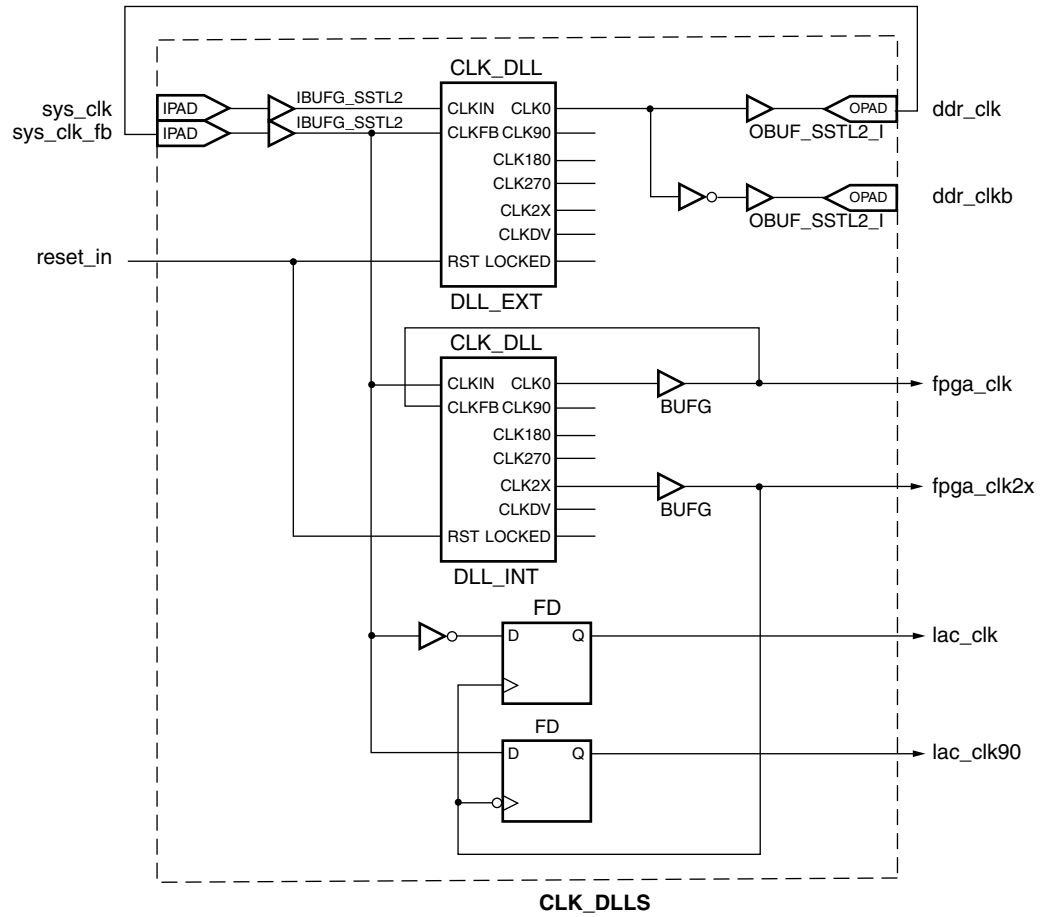 CLK_DLL
sys_clk IPAD IBUFG_SSTL2 CLKIN CLK0 OPAD ddr_clk
sys_clk_fb IPAD IBUFG_SSTL2 CLKFB CLK90 OBUF_SSTL2_I
CLK180
CLK270
CLK2X OPAD ddr_clkb
OBUF_SSTL2_I
CLKDV
reset_in RST LOCKED
DLL_EXT
CLK_DLL
CLKIN CLK0 fpga_clk
CLKFB CLK90 BUFG
CLK180
CLK270
CLK2X fpga_clk2x
CLKDV BUFG
RST LOCKED
DLL_INT
FD
D Q lac_clk
FD
D Q lac_clk90
CLK_DLLS